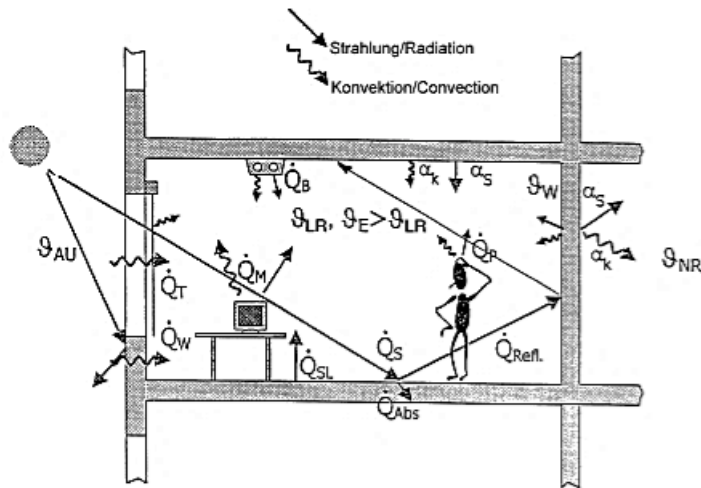 Strahlung/Radiation
Konvektion/Convection
Q̇B
αk
αS
ϑW
αS
ϑLR, ϑE>ϑLR
ϑAU
Q̇M
Q̇P
αk
ϑNR
Q̇T
Q̇W
Q̇S
Q̇Refl.
Q̇SL
Q̇Abs